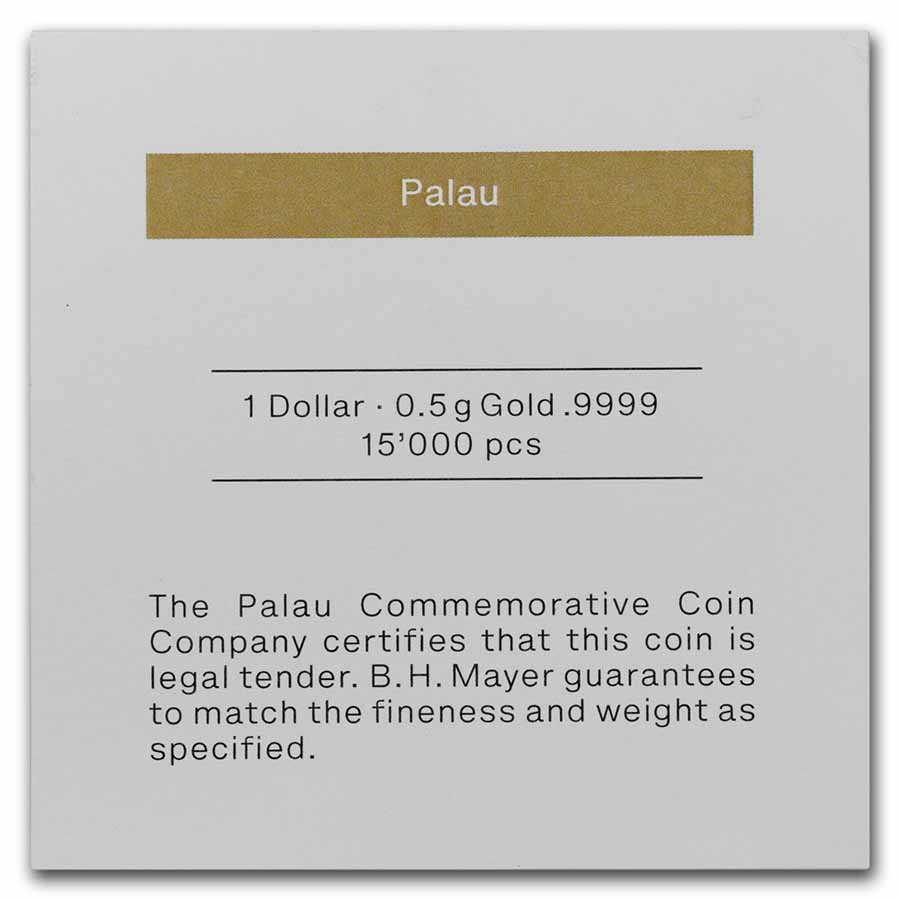 Palau
1 Dollar · 0.5 g Gold .9999
15’000 pcs
The Palau Commemorative Coin
Company certifies that this coin is
legal tender. B.H. Mayer guarantees
to match the fineness and weight as
specified.